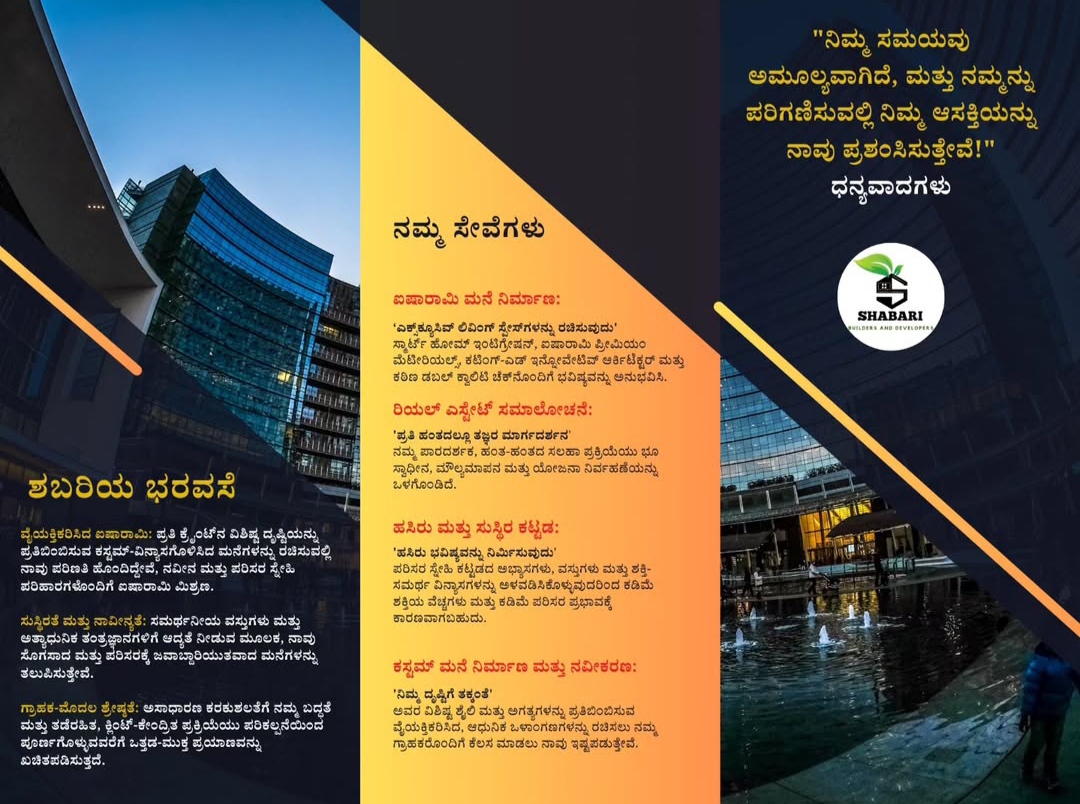 ಶಬರಿಯ ಭರವಸೆ
ವೈಯಕ್ತಿಕರಿಸಿದ ಐಷಾರಾಮಿ: ಪ್ರತಿ ಕ್ಲೈಂಟ್‌ನ ವಿಶಿಷ್ಟ ದೃಷ್ಟಿಯನ್ನು
ಪ್ರತಿಬಿಂಬಿಸುವ ಕಸ್ಟಮ್-ವಿನ್ಯಾಸಗೊಳಿಸಿದ ಮನೆಗಳನ್ನು ರಚಿಸುವಲ್ಲಿ
ನಾವು ಪರಿಣತಿ ಹೊಂದಿದ್ದೇವೆ, ನವೀನ ಮತ್ತು ಪರಿಸರ ಸ್ನೇಹಿ
ಪರಿಹಾರಗಳೊಂದಿಗೆ ಐಷಾರಾಮಿ ಮಿಶ್ರಣ.
ಸುಸ್ಥಿರತೆ ಮತ್ತು ನಾವೀನ್ಯತೆ: ಸಮರ್ಥನೀಯ ವಸ್ತುಗಳು ಮತ್ತು
ಅತ್ಯಾಧುನಿಕ ತಂತ್ರಜ್ಞಾನಗಳಿಗೆ ಆದ್ಯತೆ ನೀಡುವ ಮೂಲಕ, ನಾವು
ಸೊಗಸಾದ ಮತ್ತು ಪರಿಸರಕ್ಕೆ ಜವಾಬ್ದಾರಿಯುತವಾದ ಮನೆಗಳನ್ನು
ತಲುಪಿಸುತ್ತೇವೆ.
ಗ್ರಾಹಕ-ಮೊದಲ ಶ್ರೇಷ್ಠತೆ: ಅಸಾಧಾರಣ ಕರಕುಶಲತೆಗೆ ನಮ್ಮ ಬದ್ಧತೆ
ಮತ್ತು ತಡೆರಹಿತ, ಕ್ಲಿಂಟ್-ಕೇಂದ್ರಿತ ಪ್ರಕ್ರಿಯೆಯು ಪರಿಕಲ್ಪನೆಯಿಂದ
ಪೂರ್ಣಗೊಳ್ಳುವವರೆಗೆ ಒತ್ತಡ-ಮುಕ್ತ ಪ್ರಯಾಣವನ್ನು
ಖಚಿತಪಡಿಸುತ್ತದೆ.
ನಮ್ಮ ಸೇವೆಗಳು
ಐಷಾರಾಮಿ ಮನೆ ನಿರ್ಮಾಣ:
'ಎಕ್ಸ್‌ಕ್ಯೂಸಿವ್ ಲಿವಿಂಗ್ ಸ್ಪೇಸ್‌ಗಳನ್ನು ರಚಿಸುವುದು'
ಸ್ಮಾರ್ಟ್ ಹೋಮ್ ಇಂಟಿಗ್ರೇಷನ್, ಐಷಾರಾಮಿ ಪ್ರೀಮಿಯಂ
ಮೆಟೀರಿಯಲ್ಸ್, ಕಟಿಂಗ್-ಎಡ್ ಇನ್ನೋವೇಟಿವ್ ಆರ್ಕಿಟೆಕ್ಚರ್ ಮತ್ತು
ಕಠಿಣ ಡಬಲ್ ಕ್ವಾಲಿಟಿ ಚೆಕ್‌ನೊಂದಿಗೆ ಭವಿಷ್ಯವನ್ನು ಅನುಭವಿಸಿ.
ರಿಯಲ್ ಎಸ್ಟೇಟ್ ಸಮಾಲೋಚನೆ:
'ಪ್ರತಿ ಹಂತದಲ್ಲೂ ತಜ್ಞರ ಮಾರ್ಗದರ್ಶನ'
ನಮ್ಮ ಪಾರದರ್ಶಕ, ಹಂತ-ಹಂತದ ಸಲಹಾ ಪ್ರಕ್ರಿಯೆಯು ಭೂ
ಸ್ವಾಧೀನ, ಮೌಲ್ಯಮಾಪನ ಮತ್ತು ಯೋಜನಾ ನಿರ್ವಹಣೆಯನ್ನು
ಒಳಗೊಂಡಿದೆ.
ಹಸಿರು ಮತ್ತು ಸುಸ್ಥಿರ ಕಟ್ಟಡ:
'ಹಸಿರು ಭವಿಷ್ಯವನ್ನು ನಿರ್ಮಿಸುವುದು'
ಪರಿಸರ ಸ್ನೇಹಿ ಕಟ್ಟಡದ ಅಭ್ಯಾಸಗಳು, ವಸ್ತುಗಳು ಮತ್ತು ಶಕ್ತಿ-
ಸಮರ್ಥ ವಿನ್ಯಾಸಗಳನ್ನು ಅಳವಡಿಸಿಕೊಳ್ಳುವುದರಿಂದ ಕಡಿಮೆ
ಶಕ್ತಿಯ ವೆಚ್ಚಗಳು ಮತ್ತು ಕಡಿಮೆ ಪರಿಸರ ಪ್ರಭಾವಕ್ಕೆ
ಕಾರಣವಾಗಬಹುದು.
ಕಸ್ಟಮ್ ಮನೆ ನಿರ್ಮಾಣ ಮತ್ತು ನವೀಕರಣ:
'ನಿಮ್ಮ ದೃಷ್ಟಿಗೆ ತಕ್ಕಂತೆ'
ಅವರ ವಿಶಿಷ್ಟ ಶೈಲಿ ಮತ್ತು ಅಗತ್ಯಗಳನ್ನು ಪ್ರತಿಬಿಂಬಿಸುವ
ವೈಯಕ್ತಿಕರಿಸಿದ, ಆಧುನಿಕ ಒಳಾಂಗಣಗಳನ್ನು ರಚಿಸಲು ನಮ್ಮ
ಗ್ರಾಹಕರೊಂದಿಗೆ ಕೆಲಸ ಮಾಡಲು ನಾವು ಇಷ್ಟಪಡುತ್ತೇವೆ.
"ನಿಮ್ಮ ಸಮಯವು
ಅಮೂಲ್ಯವಾಗಿದೆ, ಮತ್ತು ನಮ್ಮನ್ನು
ಪರಿಗಣಿಸುವಲ್ಲಿ ನಿಮ್ಮ ಆಸಕ್ತಿಯನ್ನು
ನಾವು ಪ್ರಶಂಸಿಸುತ್ತೇವೆ!"
ಧನ್ಯವಾದಗಳು
SHABARI
BUILDERS AND DEVELOPERS